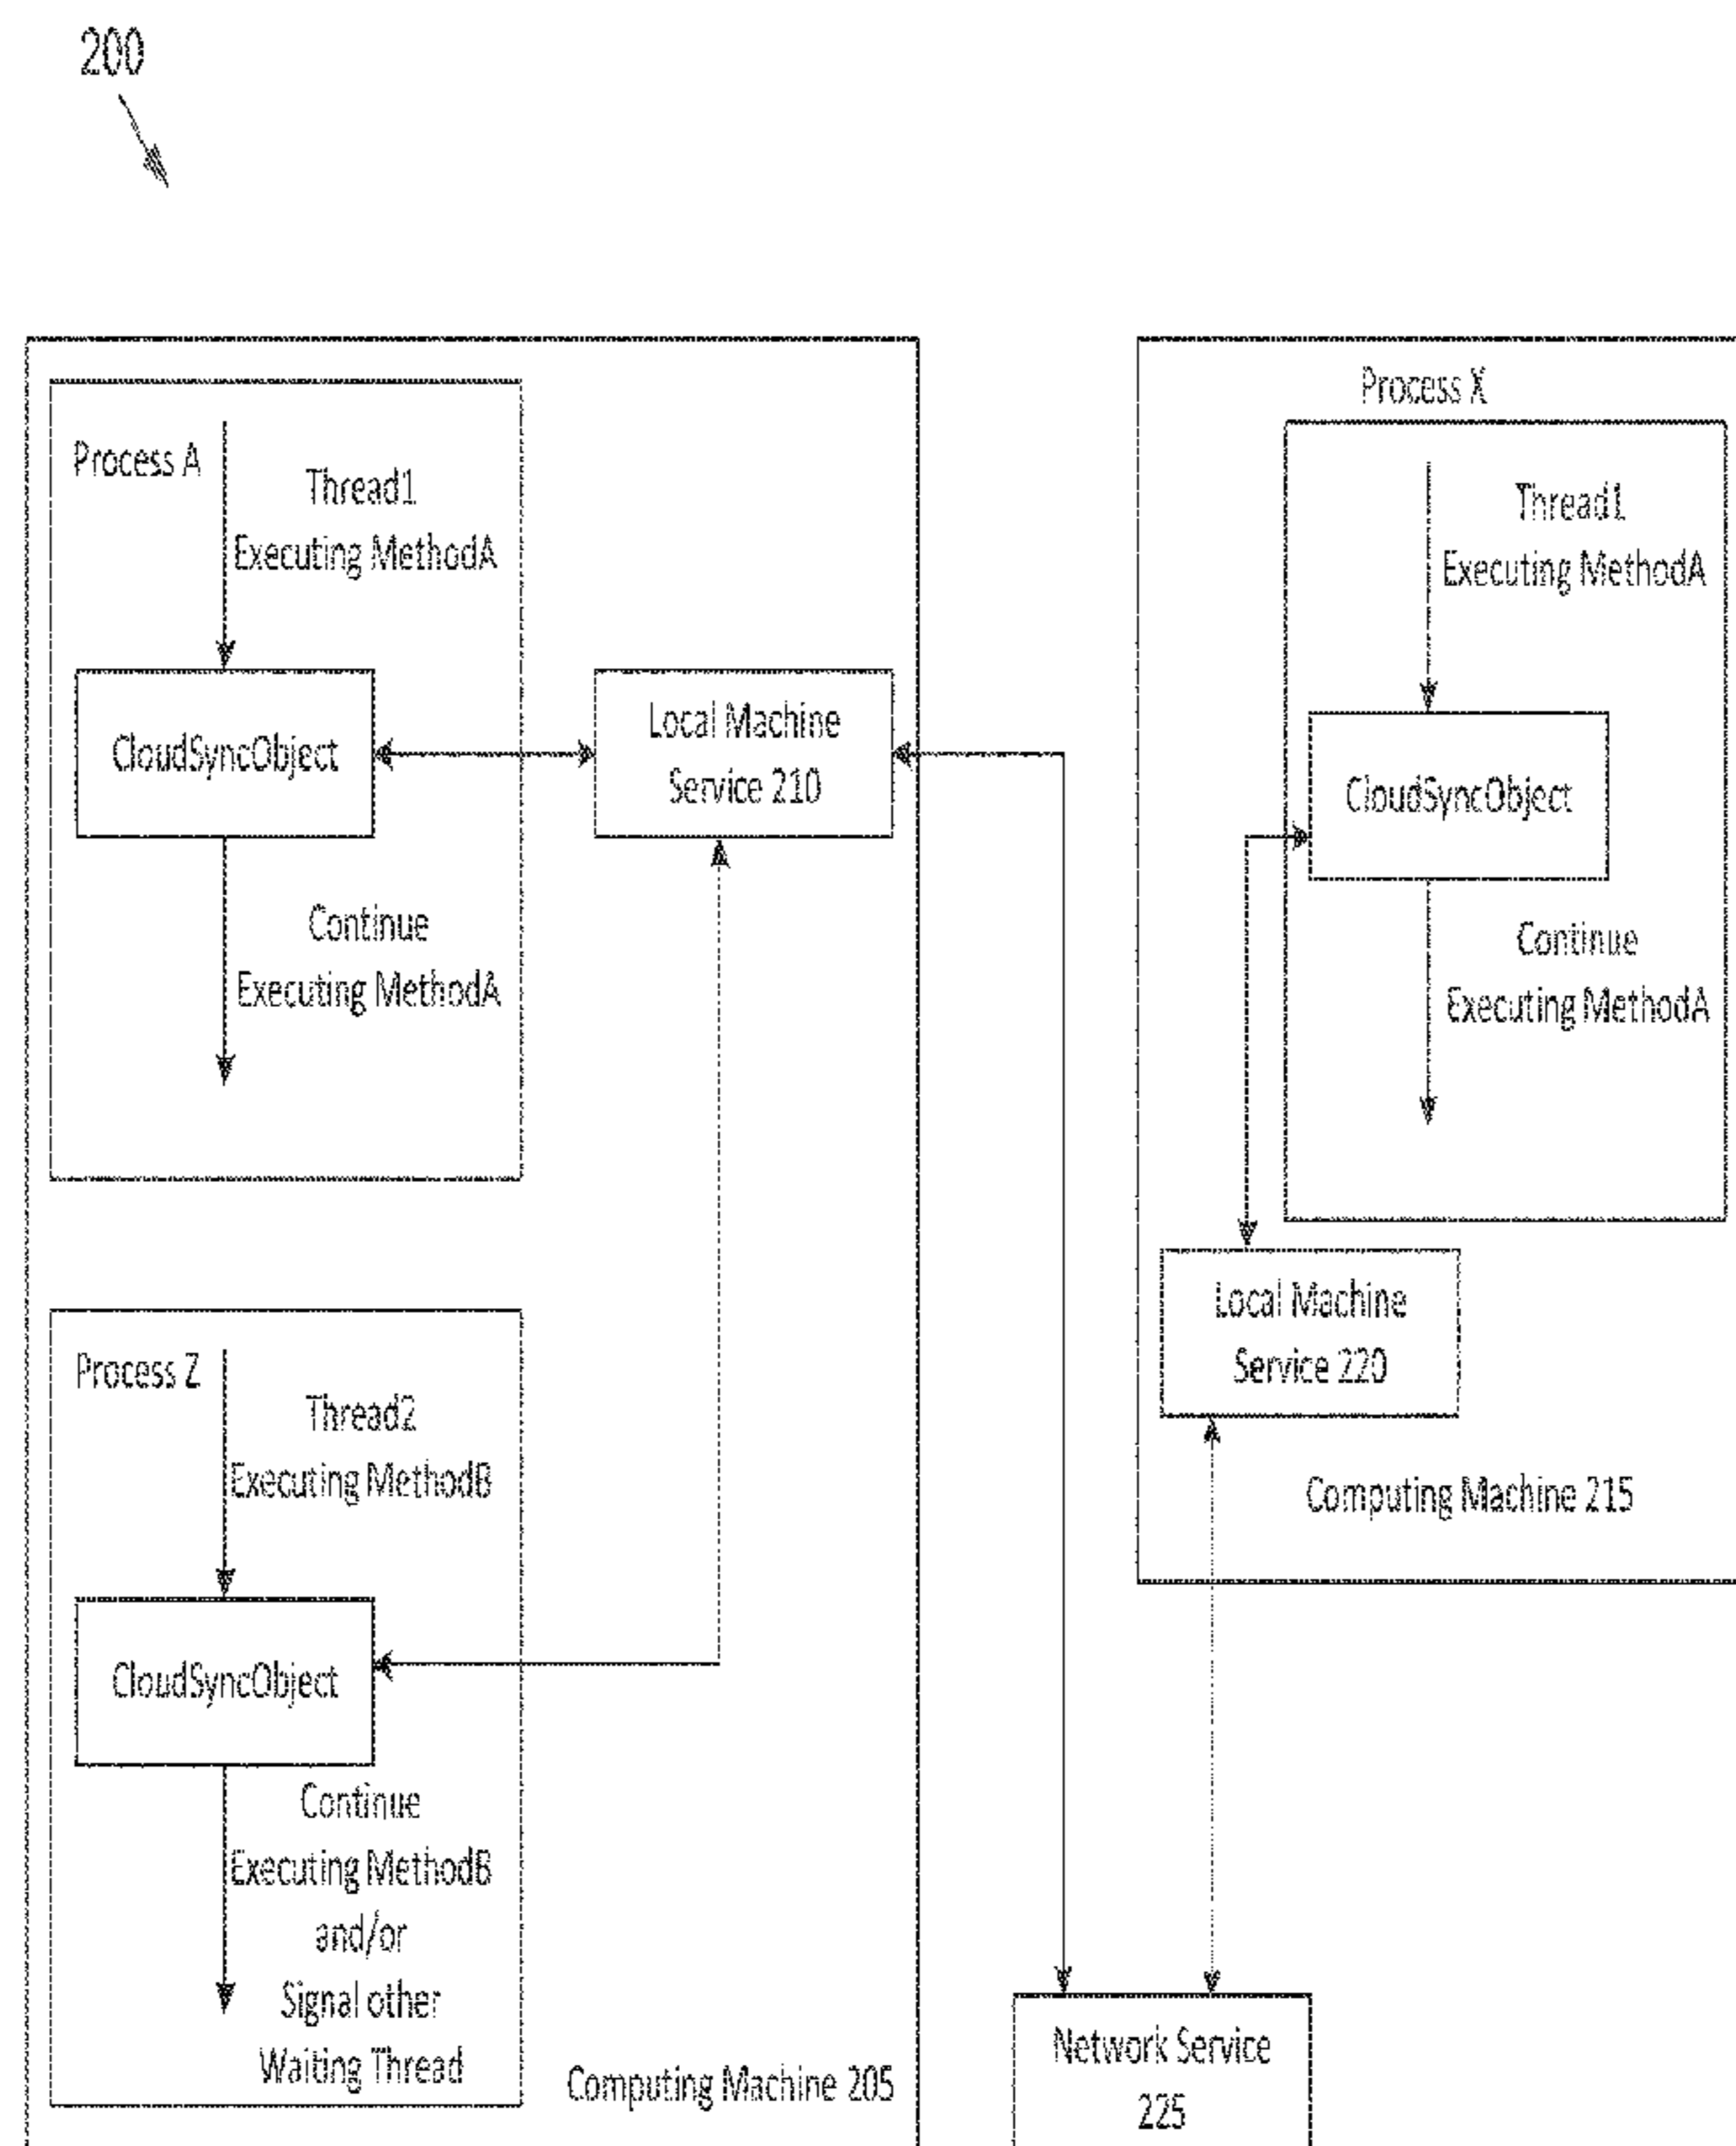 200
Process A
Thread1
Executing MethodA
CloudSyncObject
Continue
Executing MethodA
Local Machine
Service 210
Process Z
Thread2
Executing MethodB
CloudSyncObject
Continue
Executing MethodB
and/or
Signal other
Waiting Thread
Computing Machine 205
Process X
Thread1
Executing MethodA
CloudSyncObject
Continue
Executing MethodA
Local Machine
Service 220
Computing Machine 215
Network Service
225